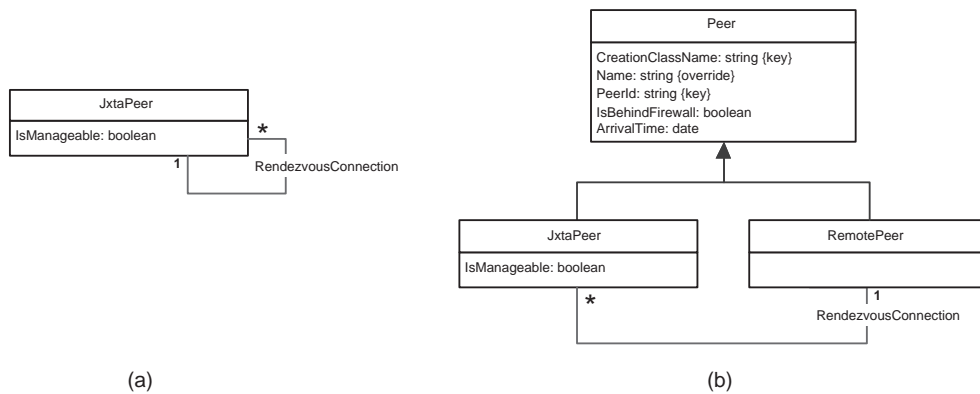 JxtaPeer
IsManageable: boolean
*
1
RendezvousConnection
(a)
Peer
CreationClassName: string {key}
Name: string {override}
PeerId: string {key}
IsBehindFirewall: boolean
ArrivalTime: date
JxtaPeer
IsManageable: boolean
RemotePeer
*
1
RendezvousConnection
(b)